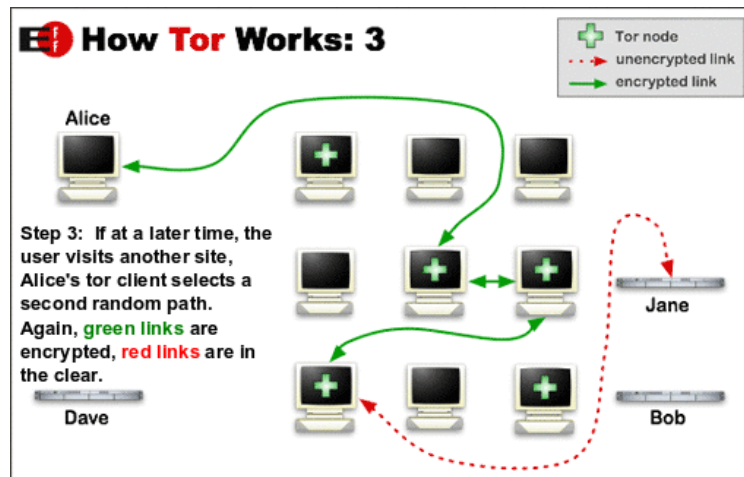 EFF How Tor Works: 3
Tor node
unencrypted link
encrypted link
Alice
Step 3: If at a later time, the
user visits another site,
Alice's tor client selects a
second random path.
Again, green links are
encrypted, red links are in
the clear.
Jane
Dave
Bob